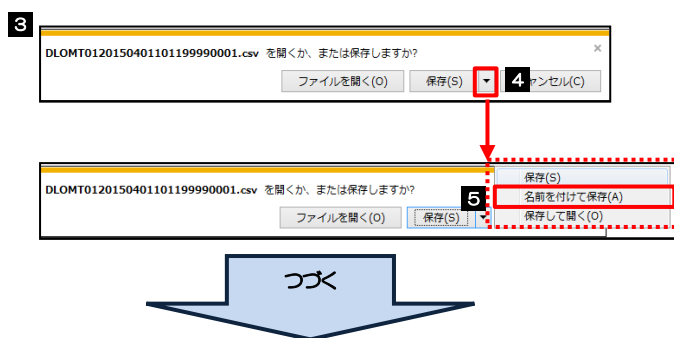 3
DLOMT0120150401101199990001.csv を開くか、または保存しますか?
×
ファイルを開く(O) 保存(S) ▼ 4 ャンセル(C)
DLOMT0120150401101199990001.csv を開くか、または保存しますか?
ファイルを開く(O) 保存(S) ▼
5
保存(S)
名前を付けて保存(A)
保存して開く(O)
つづく